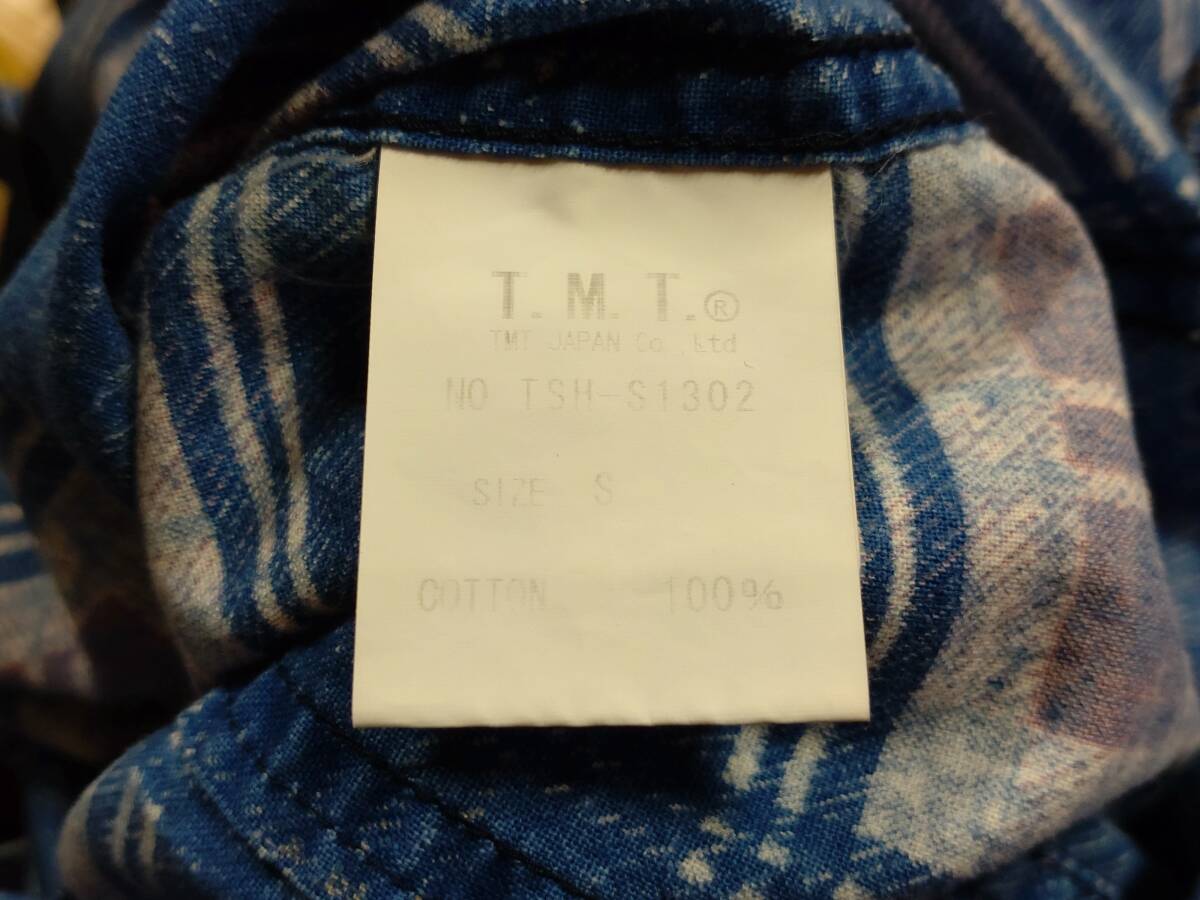 T.M.T.®
TMT JAPAN Co.,Ltd
NO TSH-S1302
SIZE S
COTTON 100%